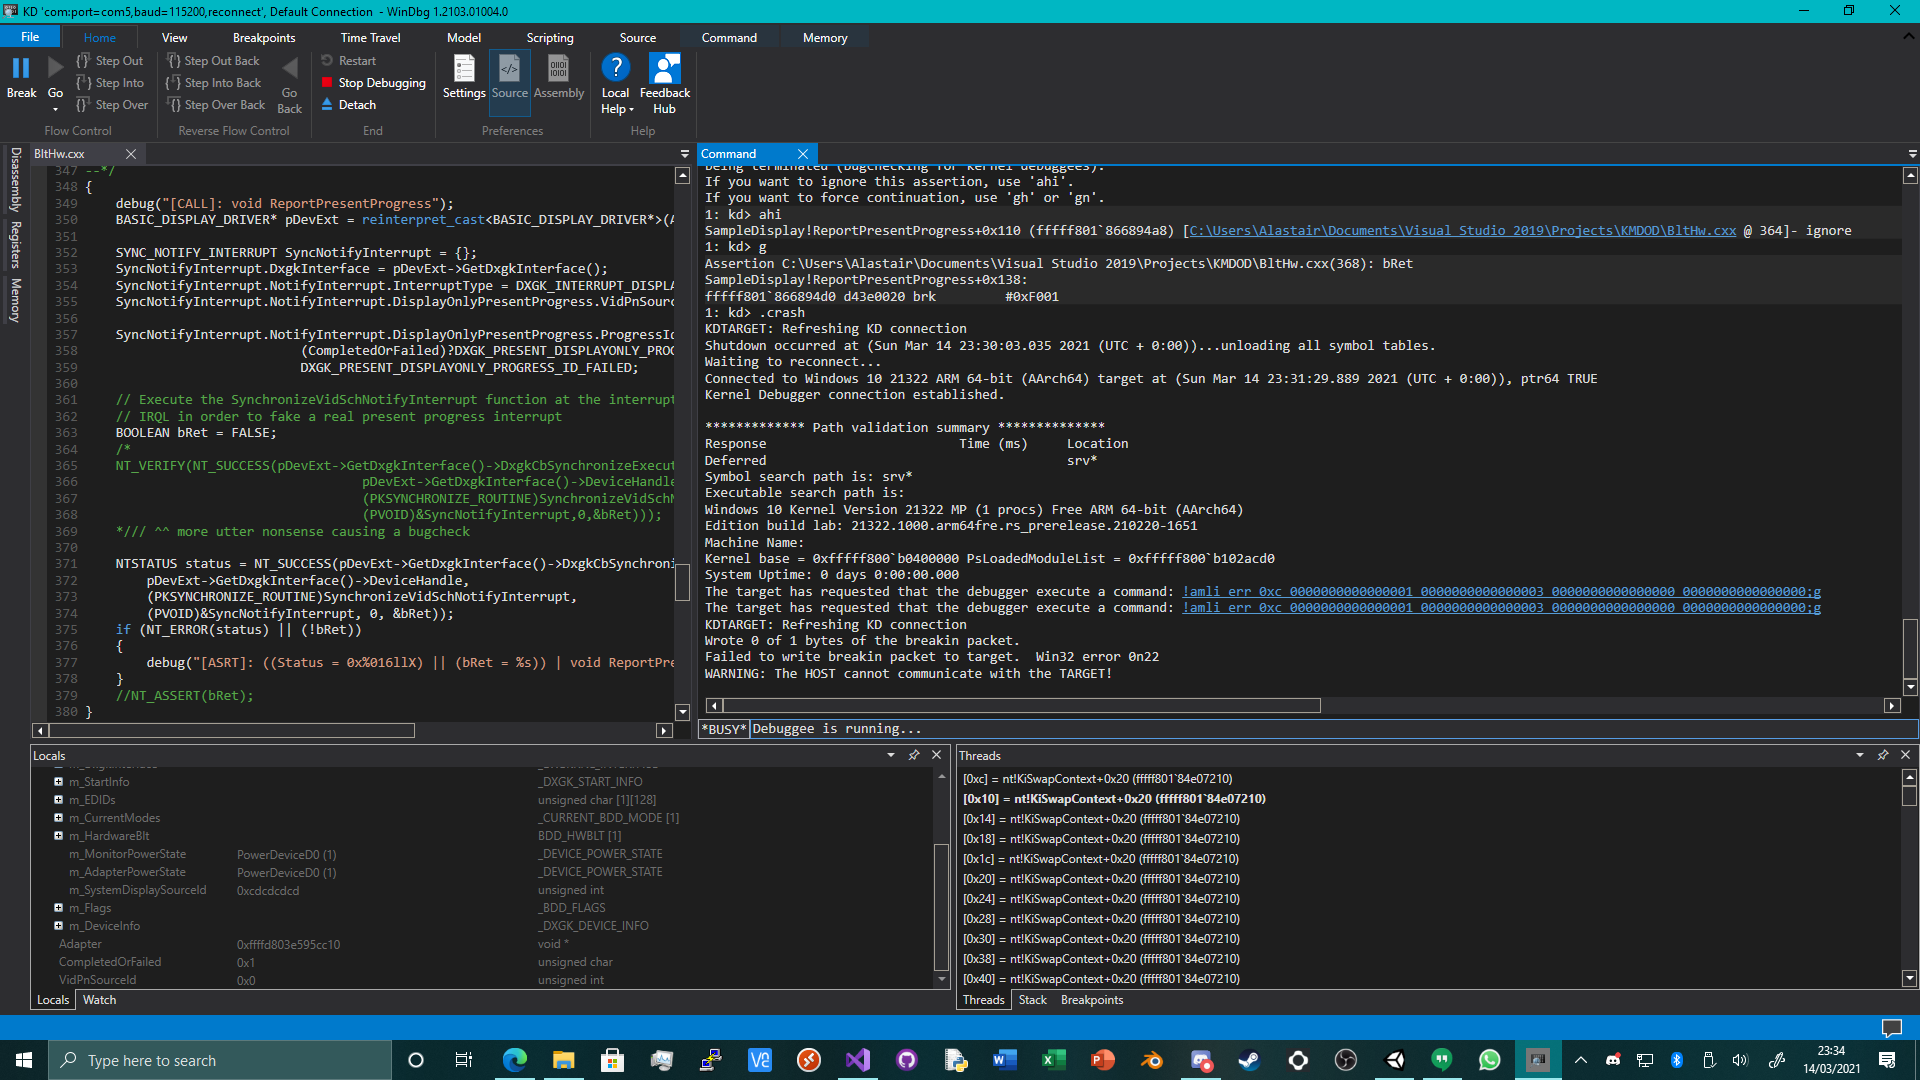 KD 'com:port=com5,baud=115200,reconnect', Default Connection  - WinDbg 1.2103.01004.0
File
Home
View
Breakpoints
Time Travel
Model
Scripting
Source
Command
Memory
Break
Go
Step Out
Step Into
Step Over
Flow Control
Step Out Back
Step Into Back
Step Over Back
Go Back
Reverse Flow Control
Restart
Stop Debugging
Detach
End
Settings
Source
Assembly
Preferences
Local Help
Feedback Hub
Help
Disassembly
Registers
Memory
BltHw.cxx
347 --*/
348 {
349 debug("[CALL]: void ReportPresentProgress");
350 BASIC_DISPLAY_DRIVER* pDevExt = reinterpret_cast<BASIC_DISPLAY_DRIVER*>(A
351
352 SYNC_NOTIFY_INTERRUPT SyncNotifyInterrupt = {};
353 SyncNotifyInterrupt.DxgkInterface = pDevExt->GetDxgkInterface();
354 SyncNotifyInterrupt.NotifyInterrupt.InterruptType = DXGK_INTERRUPT_DISPLA
355 SyncNotifyInterrupt.NotifyInterrupt.DisplayOnlyPresentProgress.VidPnSourc
356
357 SyncNotifyInterrupt.NotifyInterrupt.DisplayOnlyPresentProgress.ProgressId
358 (CompletedOrFailed)?DXGK_PRESENT_DISPLAYONLY_PROG
359 DXGK_PRESENT_DISPLAYONLY_PROGRESS_ID_FAILED;
360
361 // Execute the SynchronizeVidSchNotifyInterrupt function at the interrupt
362 // IRQL in order to fake a real present progress interrupt
363 BOOLEAN bRet = FALSE;
364 /*
365 NT_VERIFY(NT_SUCCESS(pDevExt->GetDxgkInterface()->DxgkCbSynchronizeExecut
366 pDevExt->GetDxgkInterface()->DeviceHandle
367 (PKSYNCHRONIZE_ROUTINE)SynchronizeVidSchN
368 (PVOID)&SyncNotifyInterrupt,0,&bRet)));
369 */// ^^ more utter nonsense causing a bugcheck
370
371 NTSTATUS status = NT_SUCCESS(pDevExt->GetDxgkInterface()->DxgkCbSynchroni
372 pDevExt->GetDxgkInterface()->DeviceHandle,
373 (PKSYNCHRONIZE_ROUTINE)SynchronizeVidSchNotifyInterrupt,
374 (PVOID)&SyncNotifyInterrupt, 0, &bRet));
375 if (NT_ERROR(status) || (!bRet))
376 {
377 debug("[ASRT]: ((Status = 0x%016llX) || (bRet = %s)) | void ReportPre
378 }
379 //NT_ASSERT(bRet);
380 }
Command
being terminated (bugchecking for kernel debuggees).
If you want to ignore this assertion, use 'ahi'.
If you want to force continuation, use 'gh' or 'gn'.
1: kd> ahi
SampleDisplay!ReportPresentProgress+0x110 (fffff801`866894a8) [C:\Users\Alastair\Documents\Visual Studio 2019\Projects\KMDOD\BltHw.cxx @ 364]- ignore
1: kd> g
Assertion C:\Users\Alastair\Documents\Visual Studio 2019\Projects\KMDOD\BltHw.cxx(368): bRet
SampleDisplay!ReportPresentProgress+0x138:
fffff801`866894d0 d43e0020 brk #0xF001
1: kd> .crash
KDTARGET: Refreshing KD connection
Shutdown occurred at (Sun Mar 14 23:30:03.035 2021 (UTC + 0:00))...unloading all symbol tables.
Waiting to reconnect...
Connected to Windows 10 21322 ARM 64-bit (AArch64) target at (Sun Mar 14 23:31:29.889 2021 (UTC + 0:00)), ptr64 TRUE
Kernel Debugger connection established.
************* Path validation summary **************
Response Time (ms) Location
Deferred srv*
Symbol search path is: srv*
Executable search path is:
Windows 10 Kernel Version 21322 MP (1 procs) Free ARM 64-bit (AArch64)
Edition build lab: 21322.1000.arm64fre.rs_prerelease.210220-1651
Machine Name:
Kernel base = 0xfffff800`b0400000 PsLoadedModuleList = 0xfffff800`b102acd0
System Uptime: 0 days 0:00:00.000
The target has requested that the debugger execute a command: !amli err 0xc 0000000000000001 0000000000000003 0000000000000000 0000000000000000;g
The target has requested that the debugger execute a command: !amli err 0xc 0000000000000001 0000000000000003 0000000000000000 0000000000000000;g
KDTARGET: Refreshing KD connection
Wrote 0 of 1 bytes of the breakin packet.
Failed to write breakin packet to target.  Win32 error 0n22
WARNING: The HOST cannot communicate with the TARGET!
*BUSY* Debuggee is running...
Locals
m_StartInfo _DXGK_START_INFO
m_EDIDs unsigned char [1][128]
m_CurrentModes _CURRENT_BDD_MODE [1]
m_HardwareBlt BDD_HWBLT [1]
m_MonitorPowerState PowerDeviceD0 (1) _DEVICE_POWER_STATE
m_AdapterPowerState PowerDeviceD0 (1) _DEVICE_POWER_STATE
m_SystemDisplaySourceId 0xcdcdcdcd unsigned int
m_Flags _BDD_FLAGS
m_DeviceInfo _DXGK_DEVICE_INFO
Adapter 0xffffd803e595cc10 void *
CompletedOrFailed 0x1 unsigned char
VidPnSourceId 0x0 unsigned int
Locals
Watch
Threads
[0xc] = nt!KiSwapContext+0x20 (fffff801`84e07210)
[0x10] = nt!KiSwapContext+0x20 (fffff801`84e07210)
[0x14] = nt!KiSwapContext+0x20 (fffff801`84e07210)
[0x18] = nt!KiSwapContext+0x20 (fffff801`84e07210)
[0x1c] = nt!KiSwapContext+0x20 (fffff801`84e07210)
[0x20] = nt!KiSwapContext+0x20 (fffff801`84e07210)
[0x24] = nt!KiSwapContext+0x20 (fffff801`84e07210)
[0x28] = nt!KiSwapContext+0x20 (fffff801`84e07210)
[0x30] = nt!KiSwapContext+0x20 (fffff801`84e07210)
[0x38] = nt!KiSwapContext+0x20 (fffff801`84e07210)
[0x40] = nt!KiSwapContext+0x20 (fffff801`84e07210)
Threads
Stack
Breakpoints
Type here to search
23:34
14/03/2021